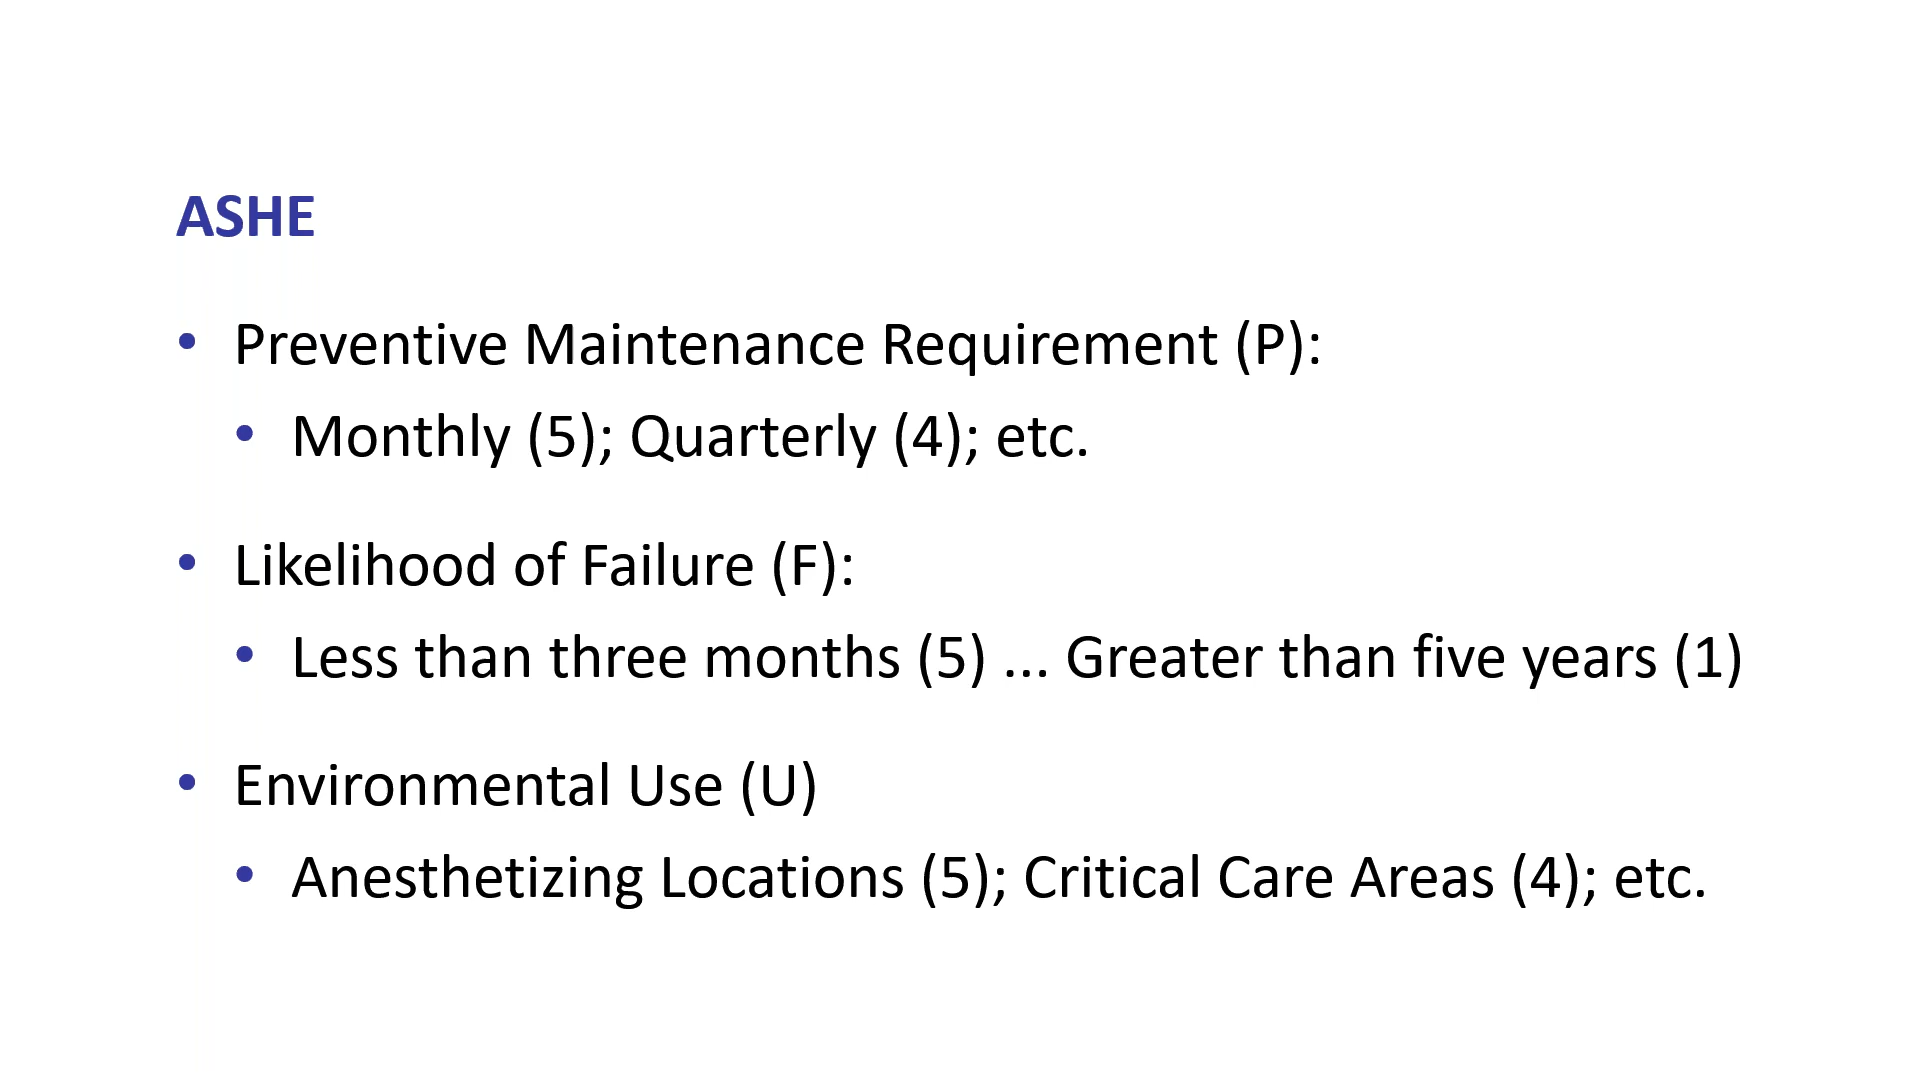 ASHE
• Preventive Maintenance Requirement (P):
• Monthly (5); Quarterly (4); etc.
• Likelihood of Failure (F):
• Less than three months (5) ... Greater than five years (1)
• Environmental Use (U)
• Anesthetizing Locations (5); Critical Care Areas (4); etc.